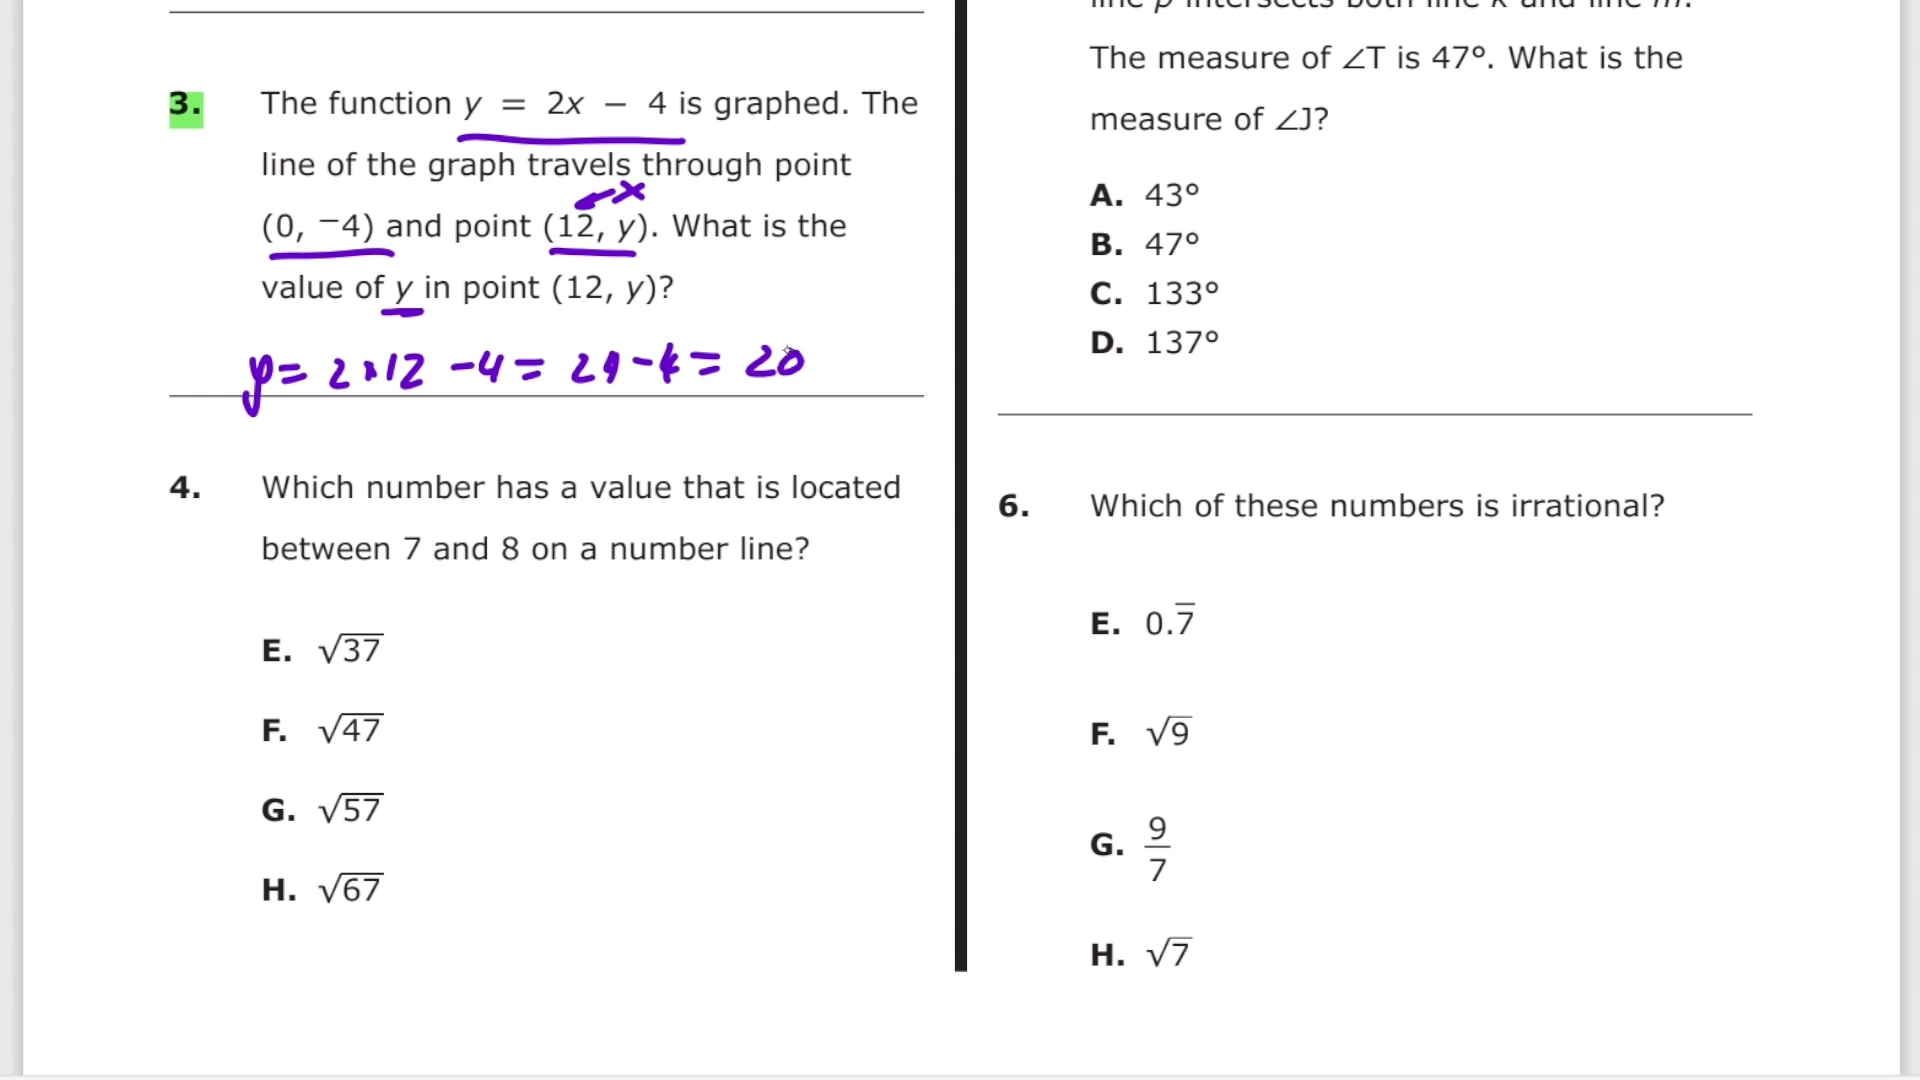 3. The function y = 2x − 4 is graphed. The
line of the graph travels through point
x
(0, −4) and point (12, y). What is the
value of y in point (12, y)?
y = 2 × 12 − 4 = 24 − 4 = 20
4. Which number has a value that is located
between 7 and 8 on a number line?
E. √37
F. √47
G. √57
H. √67
The measure of ∠T is 47°. What is the
measure of ∠J?
A. 43°
B. 47°
C. 133°
D. 137°
6. Which of these numbers is irrational?
E. 0.7̅
F. √9
G. 9/7
H. √7